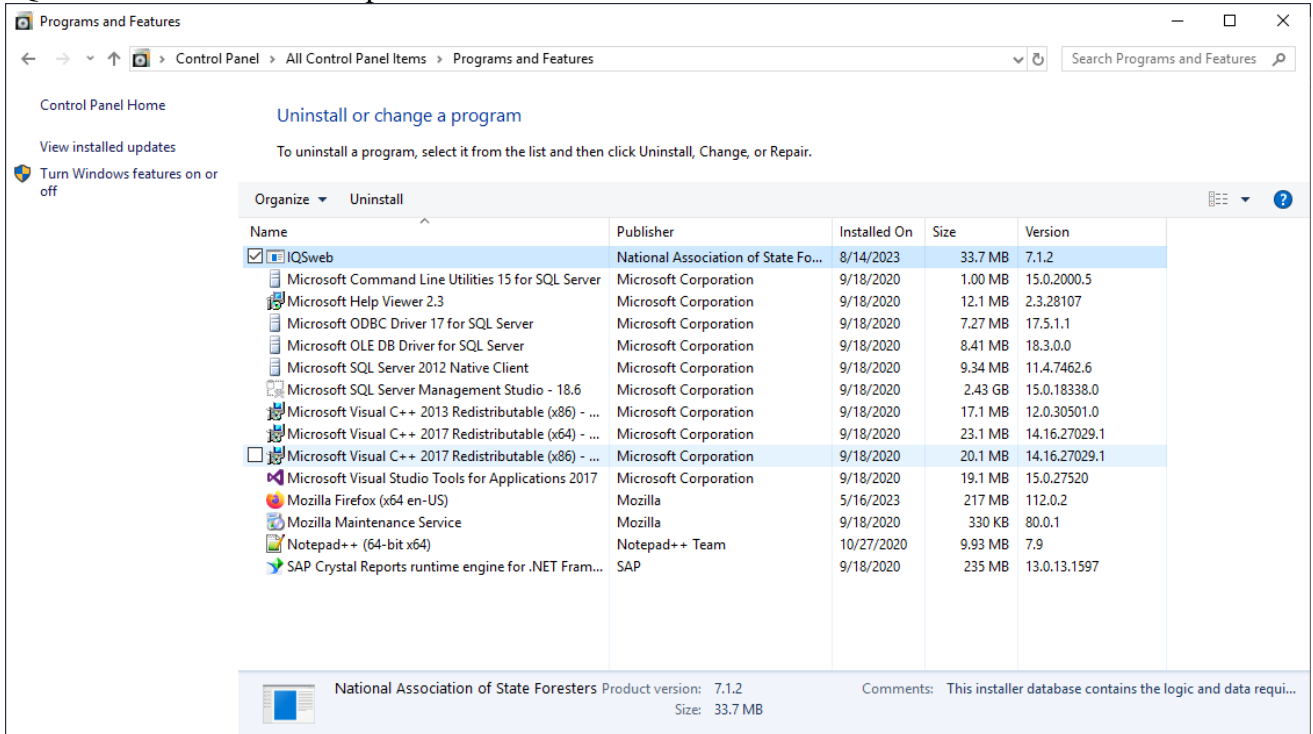 Programs and Features
Control Panel > All Control Panel Items > Programs and Features
Search Programs and Features
Control Panel Home
View installed updates
Turn Windows features on or
off
Uninstall or change a program
To uninstall a program, select it from the list and then click Uninstall, Change, or Repair.
Organize Uninstall
Name Publisher Installed On Size Version
IQSweb National Association of State Fo... 8/14/2023 33.7 MB 7.1.2
Microsoft Command Line Utilities 15 for SQL Server Microsoft Corporation 9/18/2020 1.00 MB 15.0.2000.5
Microsoft Help Viewer 2.3 Microsoft Corporation 9/18/2020 12.1 MB 2.3.28107
Microsoft ODBC Driver 17 for SQL Server Microsoft Corporation 9/18/2020 7.27 MB 17.5.1.1
Microsoft OLE DB Driver for SQL Server Microsoft Corporation 9/18/2020 8.41 MB 18.3.0.0
Microsoft SQL Server 2012 Native Client Microsoft Corporation 9/18/2020 9.34 MB 11.4.7462.6
Microsoft SQL Server Management Studio - 18.6 Microsoft Corporation 9/18/2020 2.43 GB 15.0.18338.0
Microsoft Visual C++ 2013 Redistributable (x86) - ... Microsoft Corporation 9/18/2020 17.1 MB 12.0.30501.0
Microsoft Visual C++ 2017 Redistributable (x64) - ... Microsoft Corporation 9/18/2020 23.1 MB 14.16.27029.1
Microsoft Visual C++ 2017 Redistributable (x86) - ... Microsoft Corporation 9/18/2020 20.1 MB 14.16.27029.1
Microsoft Visual Studio Tools for Applications 2017 Microsoft Corporation 9/18/2020 19.1 MB 15.0.27520
Mozilla Firefox (x64 en-US) Mozilla 5/16/2023 217 MB 112.0.2
Mozilla Maintenance Service Mozilla 9/18/2020 330 KB 80.0.1
Notepad++ (64-bit x64) Notepad++ Team 10/27/2020 9.93 MB 7.9
SAP Crystal Reports runtime engine for .NET Fram... SAP 9/18/2020 235 MB 13.0.13.1597
National Association of State Foresters Product version: 7.1.2 Comments: This installer database contains the logic and data requi...
Size: 33.7 MB